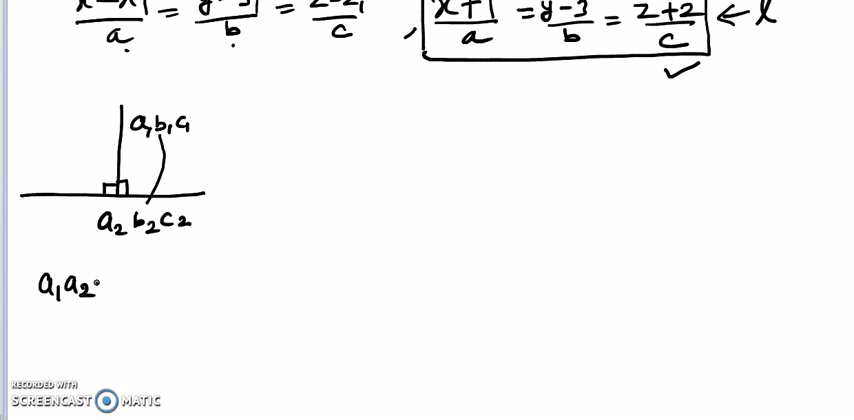 x-x1/a = y-y1/b = z-z1/c , x+1/a = y-3/b = z+2/c ← l
a1 b1 c1
a2 b2 c2
a1a2
RECORDED WITH
SCREENCAST MATIC